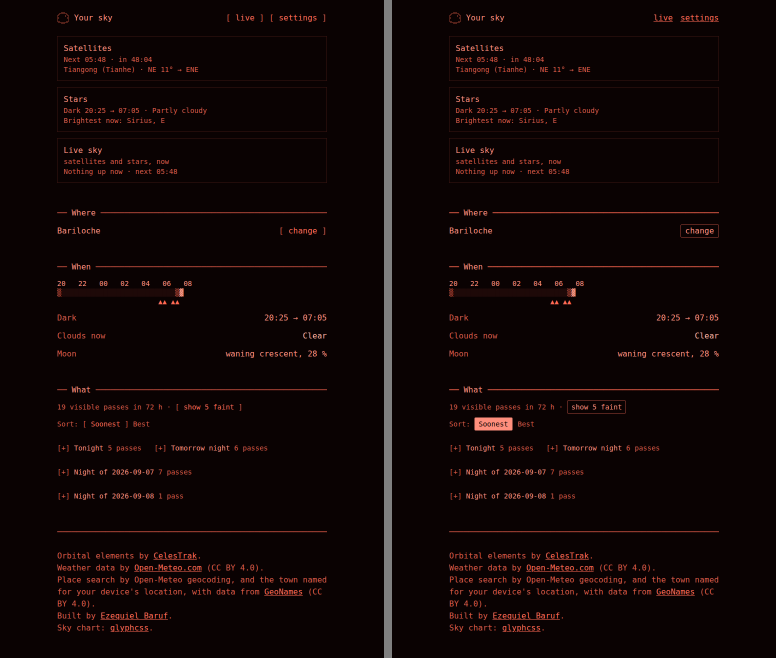 Your sky [ live ] [ settings ]
Satellites
Next 05:48 · in 48:04
Tiangong (Tianhe) · NE 11° → ENE
Stars
Dark 20:25 → 07:05 · Partly cloudy
Brightest now: Sirius, E
Live sky
satellites and stars, now
Nothing up now · next 05:48
Where
Bariloche [ change ]
When
20 22 00 02 04 06 08
▲▲ ▲▲
Dark 20:25 → 07:05
Clouds now Clear
Moon waning crescent, 28 %
What
19 visible passes in 72 h · [ show 5 faint ]
Sort: [ Soonest ] Best
[+] Tonight 5 passes [+] Tomorrow night 6 passes
[+] Night of 2026-09-07 7 passes
[+] Night of 2026-09-08 1 pass
Orbital elements by CelesTrak.
Weather data by Open-Meteo.com (CC BY 4.0).
Place search by Open-Meteo geocoding, and the town named
for your device's location, with data from GeoNames (CC
BY 4.0).
Built by Ezequiel Baruf.
Sky chart: glyphcss.
Your sky live settings
Satellites
Next 05:48 · in 48:04
Tiangong (Tianhe) · NE 11° → ENE
Stars
Dark 20:25 → 07:05 · Partly cloudy
Brightest now: Sirius, E
Live sky
satellites and stars, now
Nothing up now · next 05:48
Where
Bariloche change
When
20 22 00 02 04 06 08
▲▲ ▲▲
Dark 20:25 → 07:05
Clouds now Clear
Moon waning crescent, 28 %
What
19 visible passes in 72 h · show 5 faint
Sort: Soonest Best
[+] Tonight 5 passes [+] Tomorrow night 6 passes
[+] Night of 2026-09-07 7 passes
[+] Night of 2026-09-08 1 pass
Orbital elements by CelesTrak.
Weather data by Open-Meteo.com (CC BY 4.0).
Place search by Open-Meteo geocoding, and the town named
for your device's location, with data from GeoNames (CC
BY 4.0).
Built by Ezequiel Baruf.
Sky chart: glyphcss.